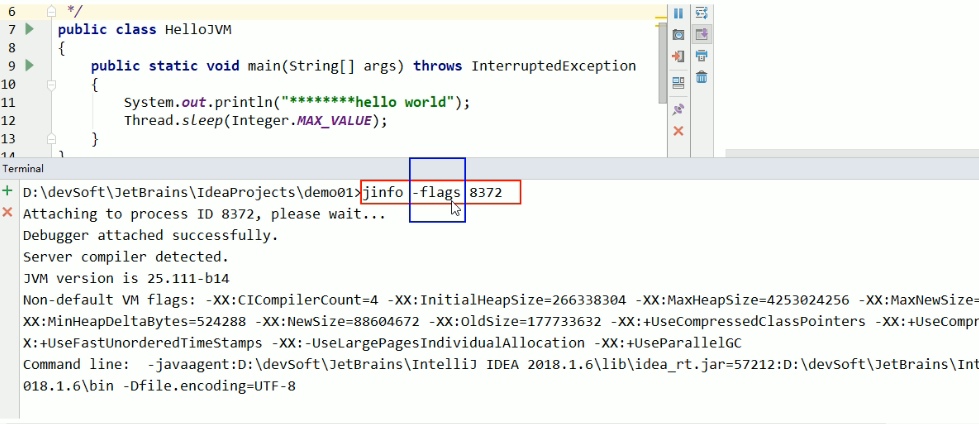 6 */
7 public class HelloJVM
8 {
9 public static void main(String[] args) throws InterruptedException
10 {
11 System.out.println("********hello world");
12 Thread.sleep(Integer.MAX_VALUE);
13 }
14 }
Terminal
D:\devSoft\JetBrains\IdeaProjects\demo01>jinfo -flags 8372
Attaching to process ID 8372, please wait...
Debugger attached successfully.
Server compiler detected.
JVM version is 25.111-b14
Non-default VM flags: -XX:CICompilerCount=4 -XX:InitialHeapSize=266338304 -XX:MaxHeapSize=4253024256 -XX:MaxNewSize=
XX:MinHeapDeltaBytes=524288 -XX:NewSize=88604672 -XX:OldSize=177733632 -XX:+UseCompressedClassPointers -XX:+UseCompr
X:+UseFastUnorderedTimeStamps -XX:-UseLargePagesIndividualAllocation -XX:+UseParallelGC
Command line:  -javaagent:D:\devSoft\JetBrains\IntelliJ IDEA 2018.1.6\lib\idea_rt.jar=57212:D:\devSoft\JetBrains\Int
018.1.6\bin -Dfile.encoding=UTF-8